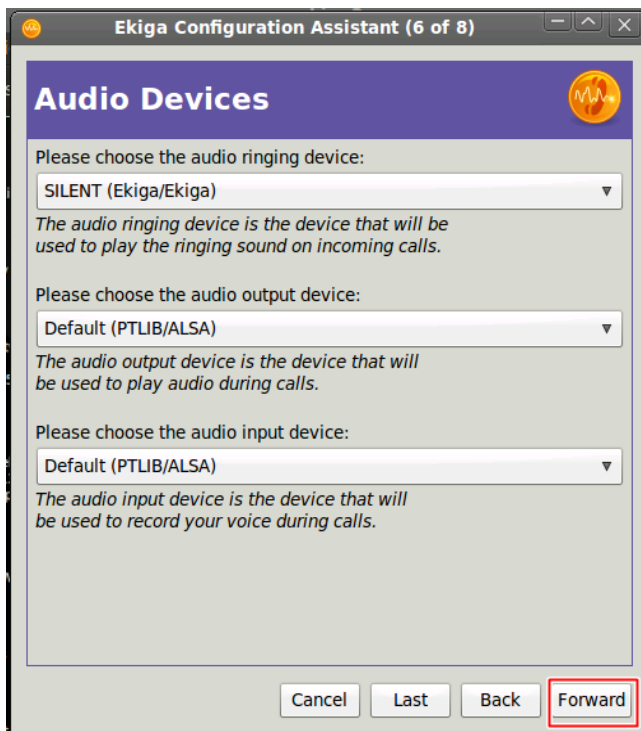 Ekiga Configuration Assistant (6 of 8)
Audio Devices
Please choose the audio ringing device:
SILENT (Ekiga/Ekiga)
The audio ringing device is the device that will be
used to play the ringing sound on incoming calls.
Please choose the audio output device:
Default (PTLIB/ALSA)
The audio output device is the device that will
be used to play audio during calls.
Please choose the audio input device:
Default (PTLIB/ALSA)
The audio input device is the device that will
be used to record your voice during calls.
Cancel Last Back Forward